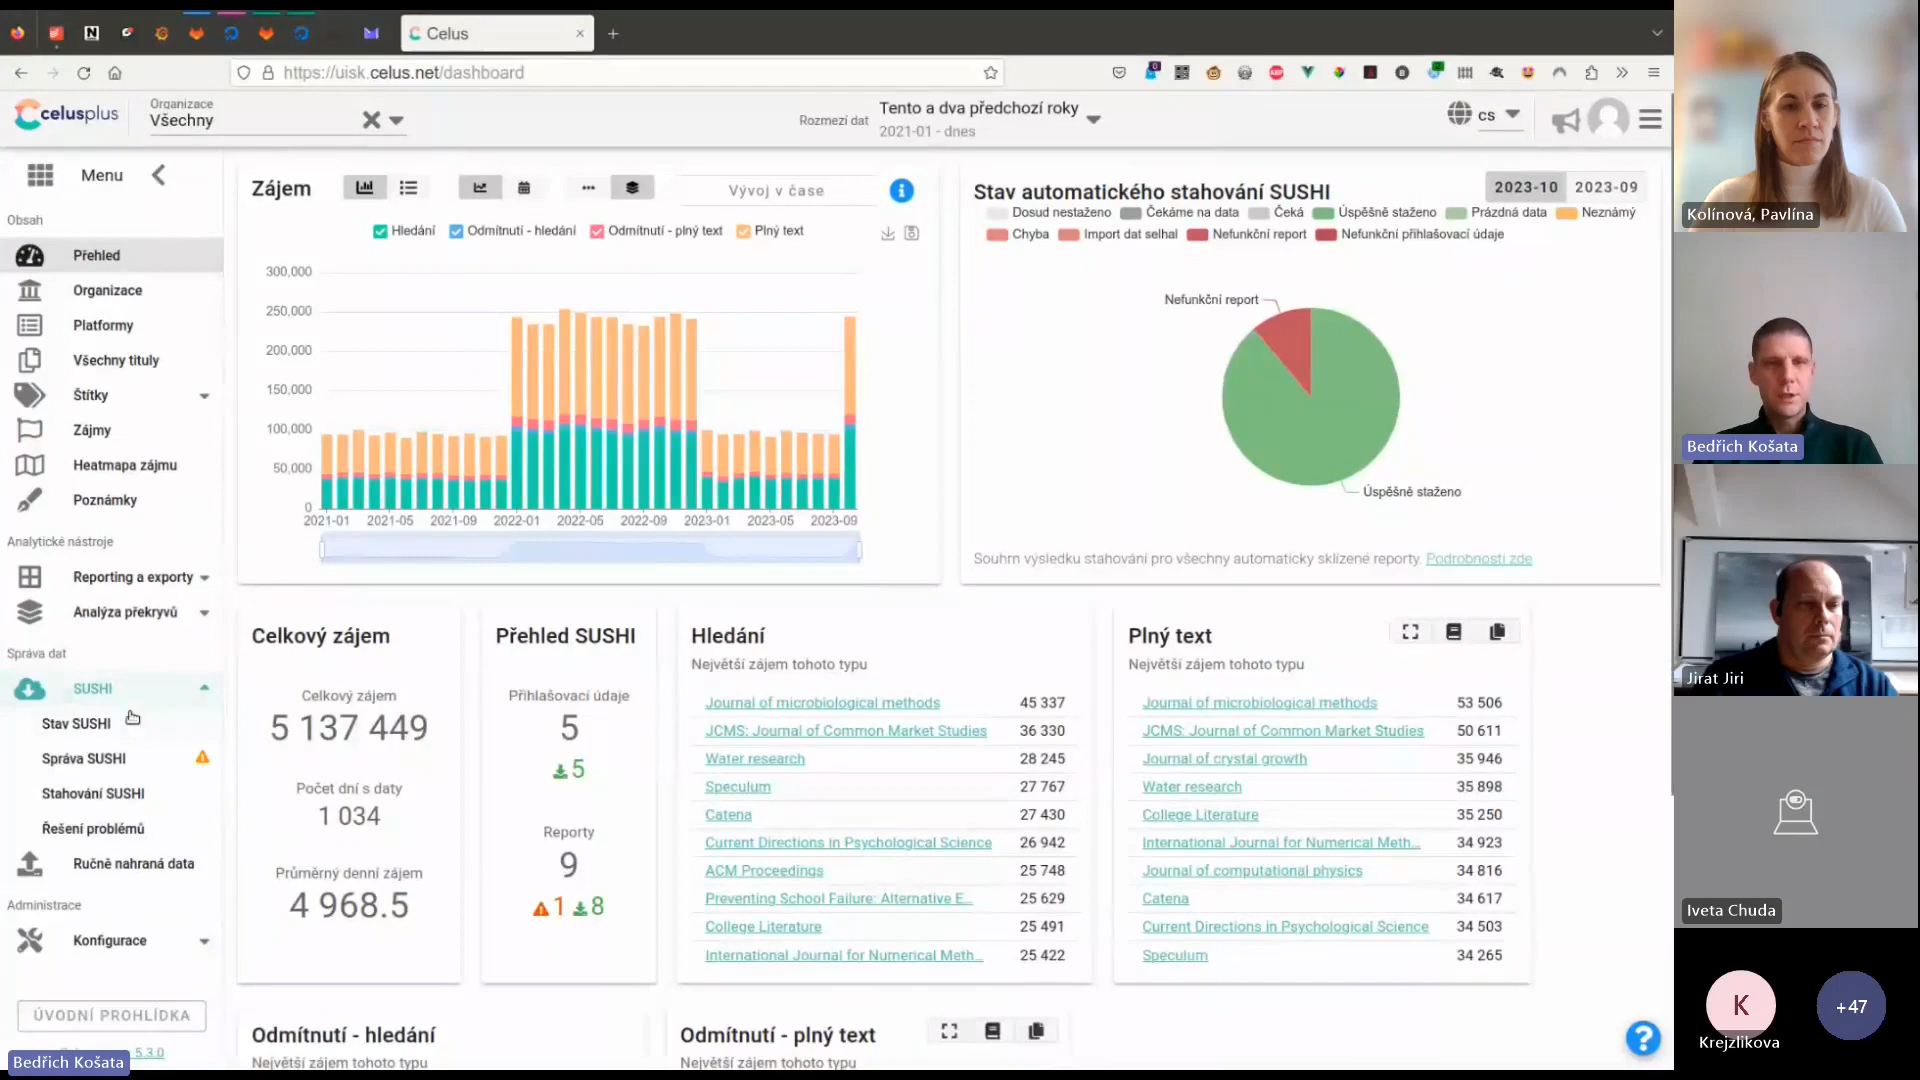 Celus
https://uisk.celus.net/dashboard
celusplus
Organizace
Všechny
Rozmezí dat
Tento a dva předchozí roky
2021-01 - dnes
cs
Menu
Obsah
Přehled
Organizace
Platformy
Všechny tituly
Štítky
Zájmy
Heatmapa zájmu
Poznámky
Analytické nástroje
Reporting a exporty
Analýza překryvů
Správa dat
SUSHI
Stav SUSHI
Správa SUSHI
Stahování SUSHI
Řešení problémů
Ručně nahraná data
Administrace
Konfigurace
ÚVODNÍ PROHLÍDKA
5.3.0
Bedřich Košata
Zájem
Vývoj v čase
Hledání
Odmítnutí - hledání
Odmítnutí - plný text
Plný text
300,000
250,000
200,000
150,000
100,000
50,000
0
2021-01 2021-05 2021-09 2022-01 2022-05 2022-09 2023-01 2023-05 2023-09
Stav automatického stahování SUSHI
2023-10 2023-09
Dosud nestaženo Čekáme na data Čeká Úspěšně staženo Prázdná data Neznámý
Chyba Import dat selhal Nefunkční report Nefunkční přihlašovací údaje
Nefunkční report
Úspěšně staženo
Souhrn výsledku stahování pro všechny automaticky sklízené reporty. Podrobnosti zde
Celkový zájem
Celkový zájem
5 137 449
Počet dní s daty
1 034
Průměrný denní zájem
4 968.5
Přehled SUSHI
Přihlašovací údaje
5
5
Reporty
9
1 8
Hledání
Největší zájem tohoto typu
Journal of microbiological methods 45 337
JCMS: Journal of Common Market Studies 36 330
Water research 28 245
Speculum 27 767
Catena 27 430
Current Directions in Psychological Science 26 942
ACM Proceedings 25 748
Preventing School Failure: Alternative E... 25 629
College Literature 25 491
International Journal for Numerical Meth... 25 422
Plný text
Největší zájem tohoto typu
Journal of microbiological methods 53 506
JCMS: Journal of Common Market Studies 50 611
Journal of crystal growth 35 946
Water research 35 898
College Literature 35 250
International Journal for Numerical Meth... 34 923
Journal of computational physics 34 816
Catena 34 617
Current Directions in Psychological Science 34 503
Speculum 34 265
Odmítnutí - hledání
Největší zájem tohoto typu
Odmítnutí - plný text
Největší zájem tohoto typu
Kolínová, Pavlína
Bedřich Košata
Jirat Jiri
Iveta Chuda
K
Krejzlikova
+47